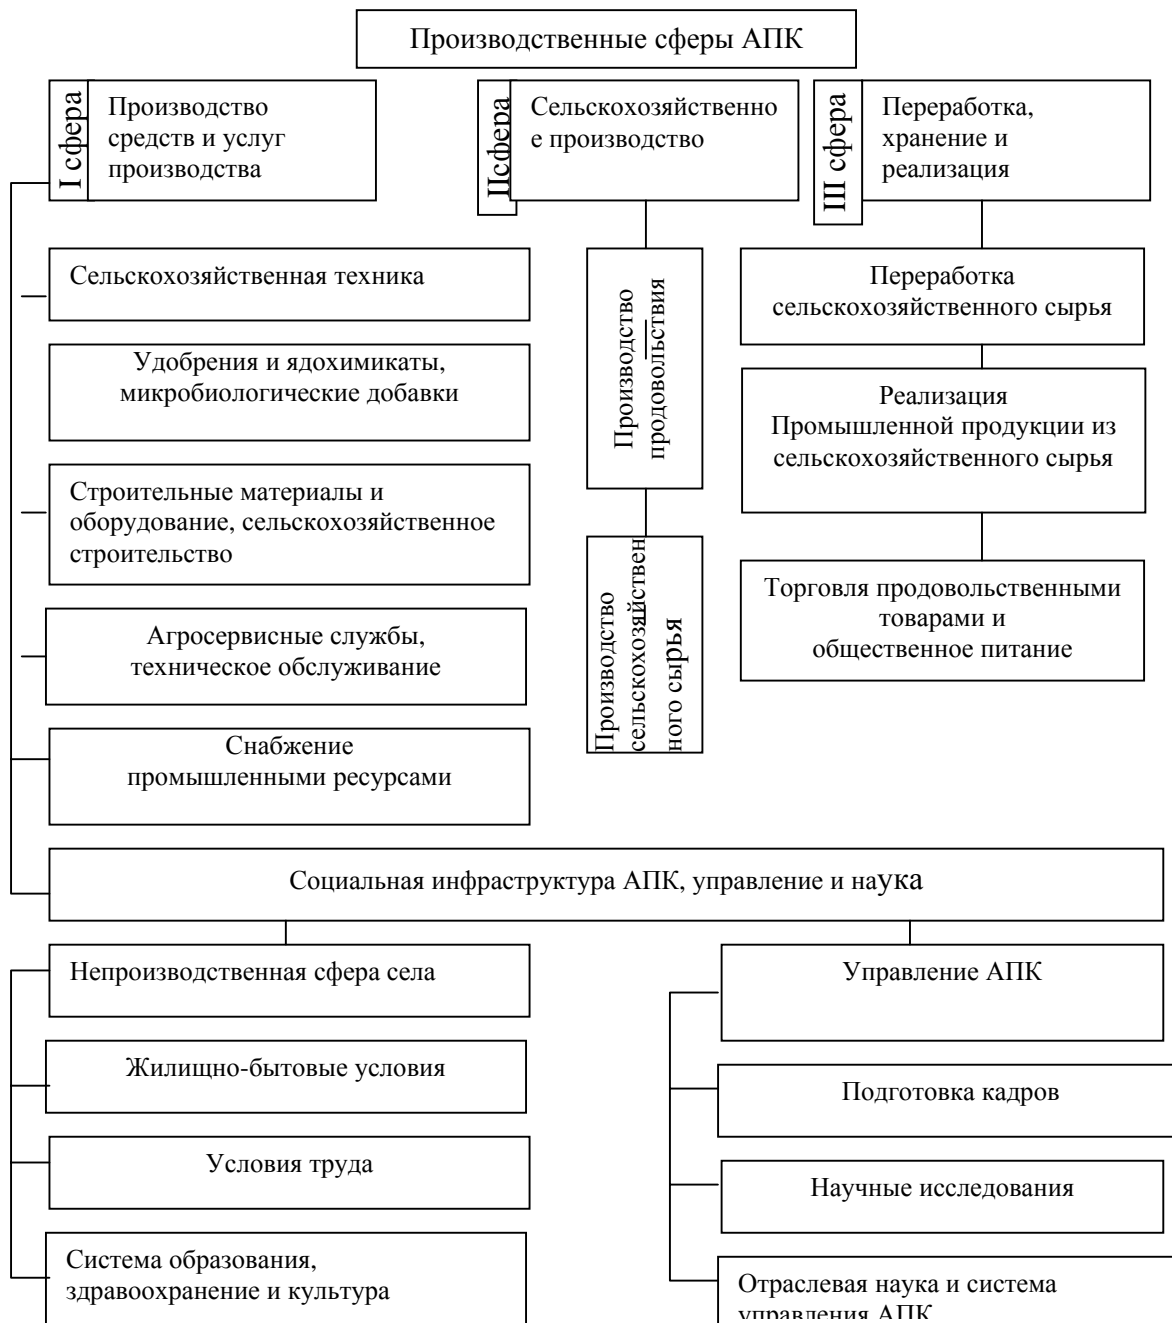 Производственные сферы АПК
I сфера
Производство
средств и услуг
производства
IIсфера
Сельскохозяйственно
е производство
III сфера
Переработка,
хранение и
реализация
Сельскохозяйственная техника
Удобрения и ядохимикаты,
микробиологические добавки
Строительные материалы и
оборудование, сельскохозяйственное
строительство
Агросервисные службы,
техническое обслуживание
Снабжение
промышленными ресурсами
Производство
продовольствия
Производство
сельскохозяйствен
ного сырья
Переработка
сельскохозяйственного сырья
Реализация
Промышленной продукции из
сельскохозяйственного сырья
Торговля продовольственными
товарами и
общественное питание
Социальная инфраструктура АПК, управление и наука
Непроизводственная сфера села
Жилищно-бытовые условия
Условия труда
Система образования,
здравоохранение и культура
Управление АПК
Подготовка кадров
Научные исследования
Отраслевая наука и система
управления АПК